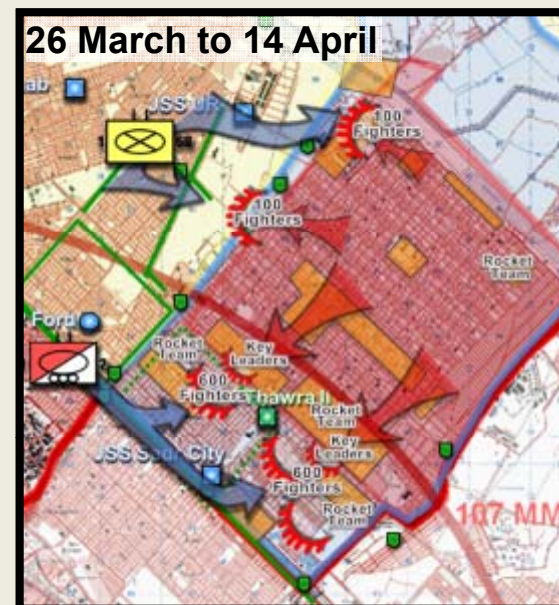 26 March to 14 April
ab
JSS UR
100
Fighters
100
Fighters
Rocket
Team
Ford
Rocket
Team
Key
Leaders
600
Fighters
Thawra II
Rocket
Team
Key
Leaders
JSS Sadr City
600
Fighters
Rocket
Team
107 MM